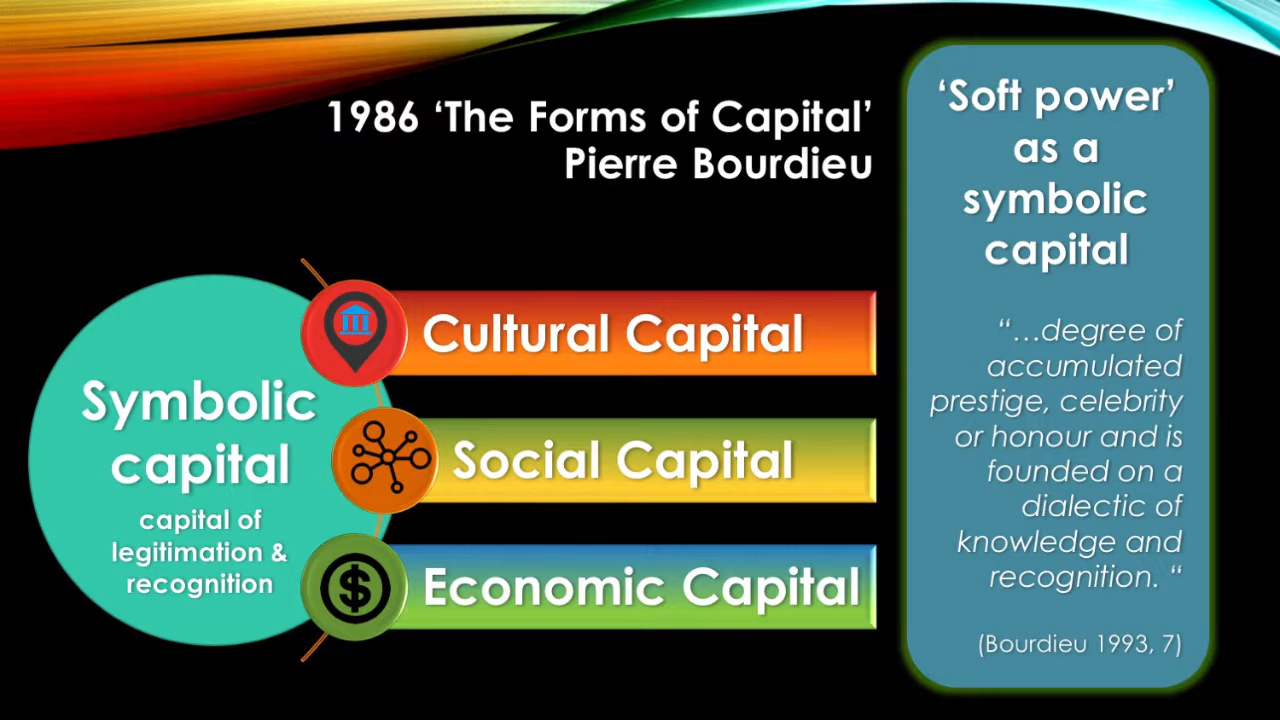 1986 ‘The Forms of Capital’
Pierre Bourdieu
Symbolic
capital
capital of
legitimation &
recognition
Cultural Capital
Social Capital
Economic Capital
‘Soft power’
as a
symbolic
capital
“…degree of
accumulated
prestige, celebrity
or honour and is
founded on a
dialectic of
knowledge and
recognition. “
(Bourdieu 1993, 7)